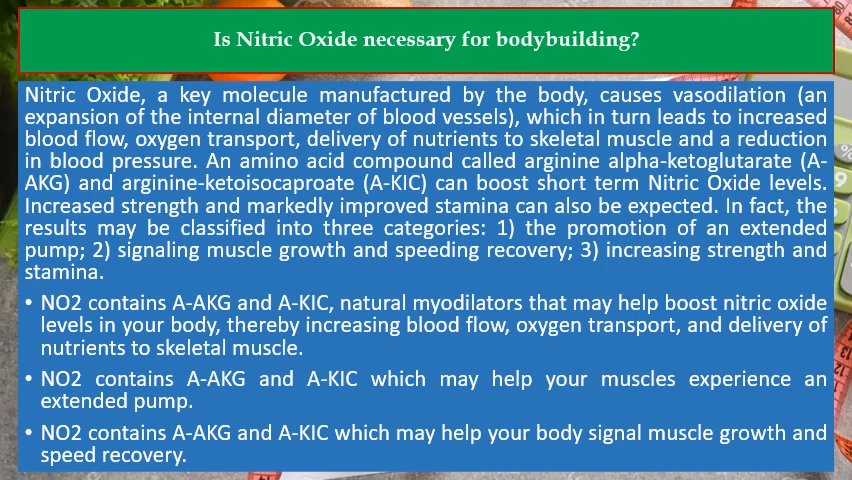 Is Nitric Oxide necessary for bodybuilding?
Nitric Oxide, a key molecule manufactured by the body, causes vasodilation (an
expansion of the internal diameter of blood vessels), which in turn leads to increased
blood flow, oxygen transport, delivery of nutrients to skeletal muscle and a reduction
in blood pressure. An amino acid compound called arginine alpha-ketoglutarate (A-
AKG) and arginine-ketoisocaproate (A-KIC) can boost short term Nitric Oxide levels.
Increased strength and markedly improved stamina can also be expected. In fact, the
results may be classified into three categories: 1) the promotion of an extended
pump; 2) signaling muscle growth and speeding recovery; 3) increasing strength and
stamina.
• NO2 contains A-AKG and A-KIC, natural myodilators that may help boost nitric oxide
levels in your body, thereby increasing blood flow, oxygen transport, and delivery of
nutrients to skeletal muscle.
• NO2 contains A-AKG and A-KIC which may help your muscles experience an
extended pump.
• NO2 contains A-AKG and A-KIC which may help your body signal muscle growth and
speed recovery.